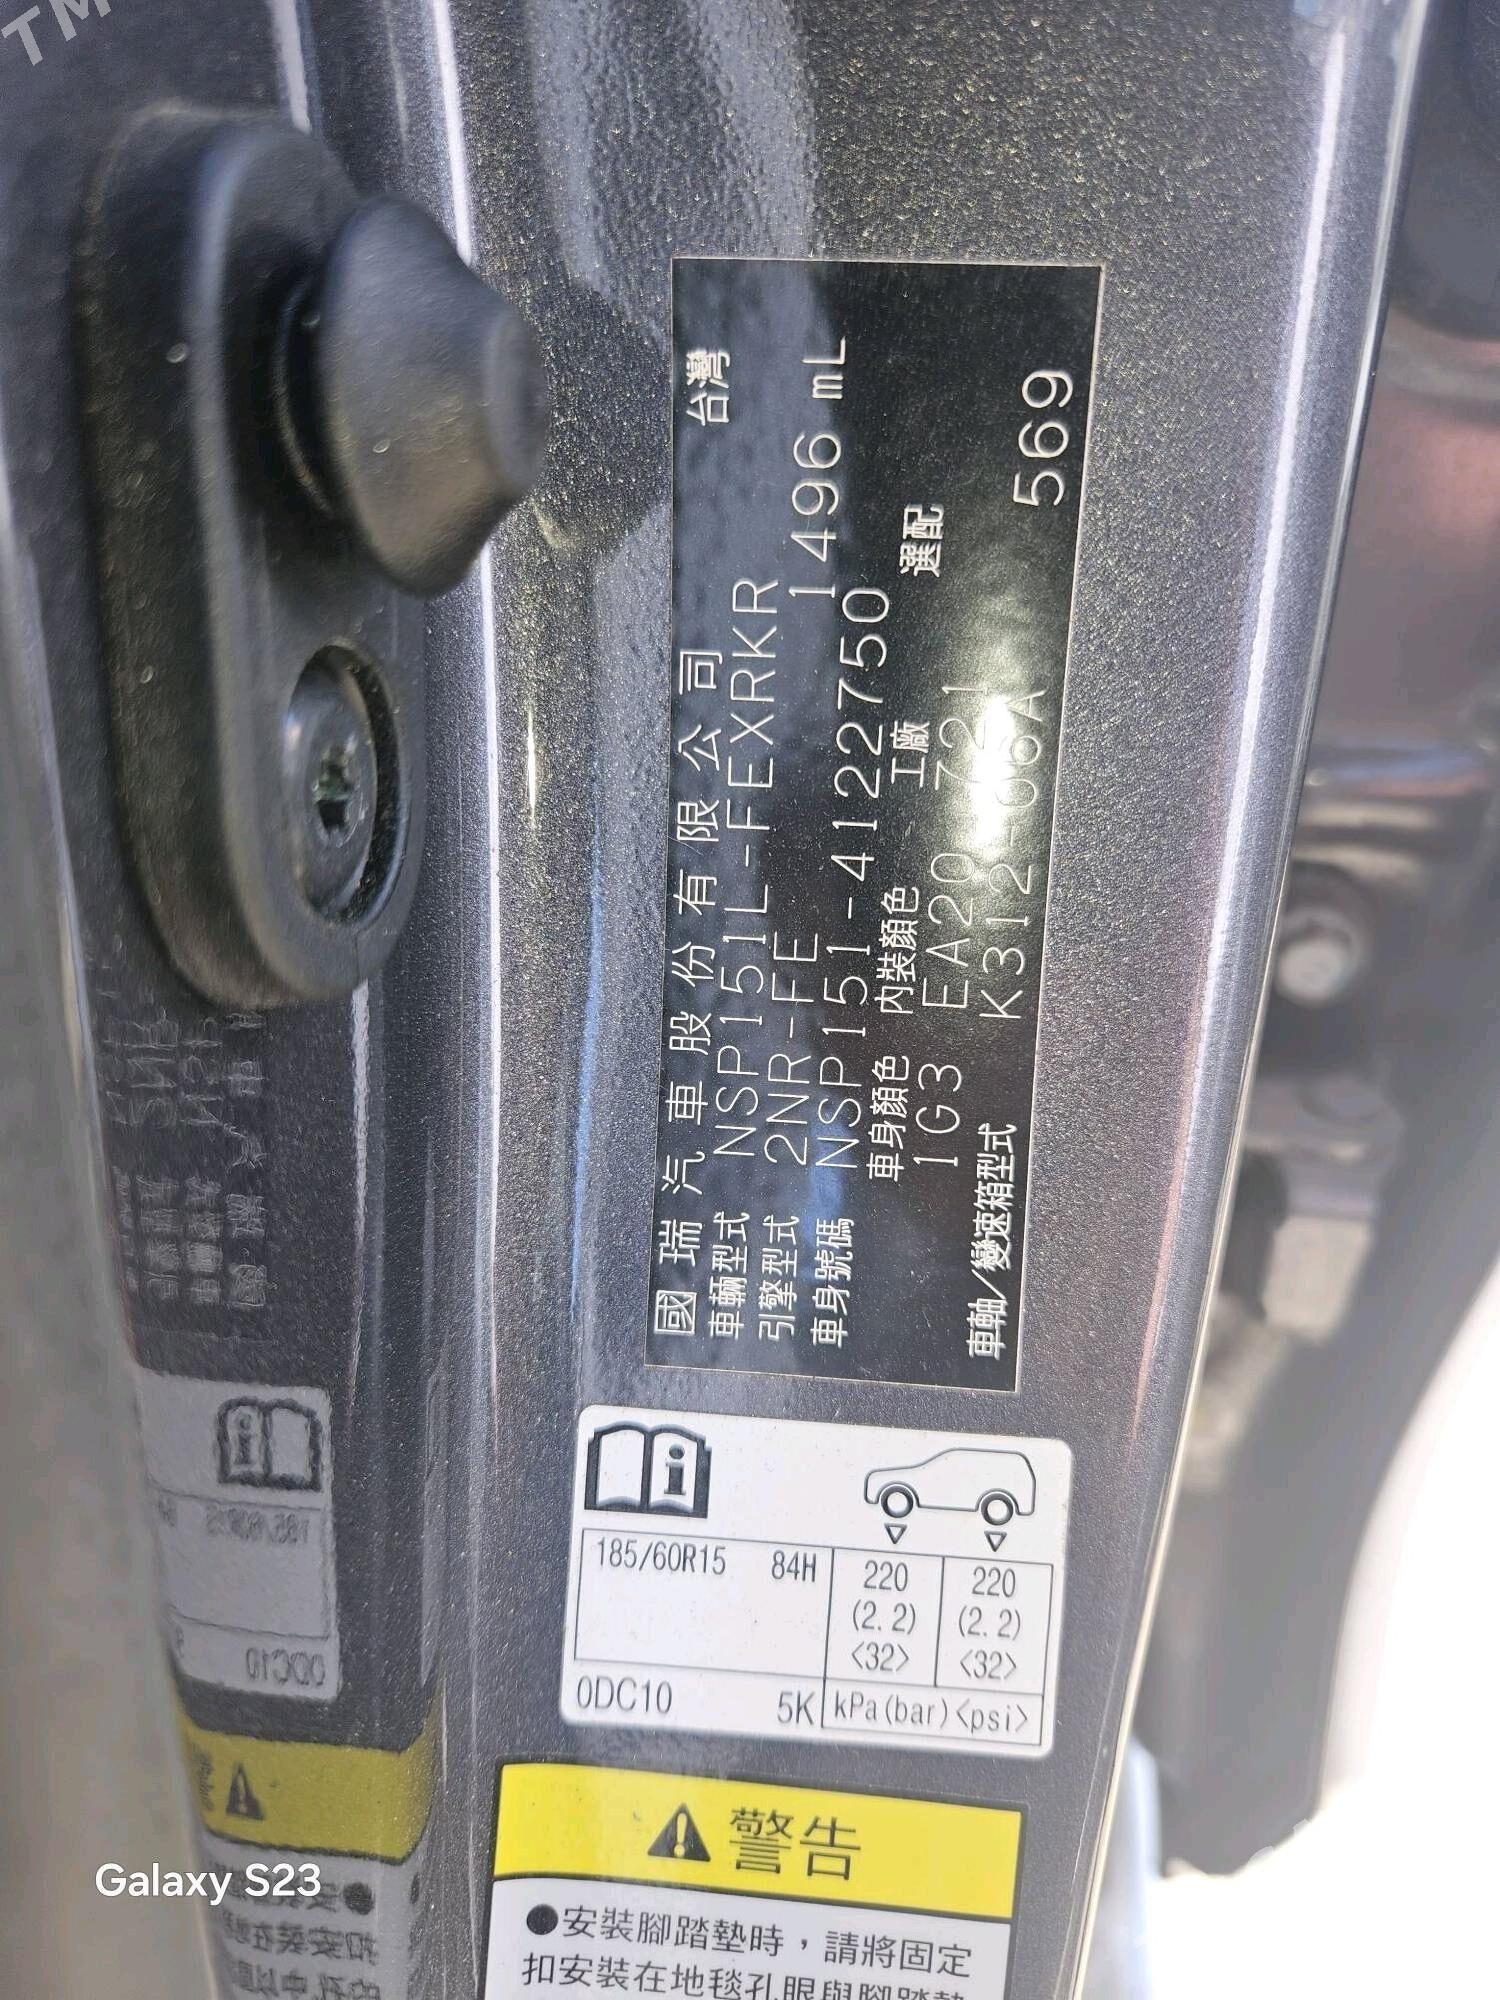 TM
國瑞汽車股份有限公司 台灣
車輛型式 NSP151L-FEXRKR
引擎型式 2NR-FE 1496 mL
車身號碼 NSP151-4122750
車身顏色 內裝顏色 工廠 選配
1G3 EA20 721
車軸/變速箱型式 K312-06A 569
i
185/60R15 84H 220 220
(2.2) (2.2)
<32> <32>
0DC10 5K kPa(bar)<psi>
警告
●安裝腳踏墊時，請將固定
扣安裝在地毯孔眼與腳踏墊
Galaxy S23